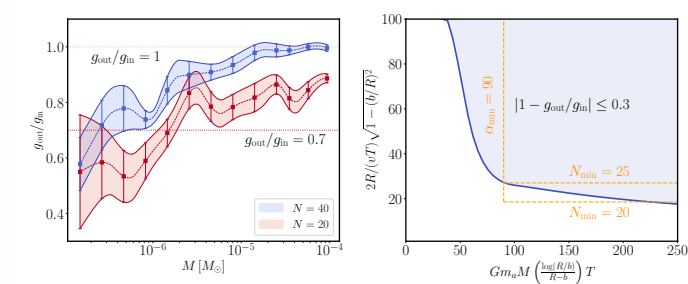 1.0
0.8
0.6
0.4
g_out/g_in
g_out/g_in = 1
g_out/g_in = 0.7
N = 40
N = 20
10^−6
10^−5
10^−4
M [M_⊙]
100
80
60
40
20
2R/(vT)√(1 − (b/R)^2)
α_min = 90
|1 − g_out/g_in| ≤ 0.3
N_min = 25
N_min = 20
0
50
100
150
200
250
Gm_aM (log(R/b)/(R−b)) T